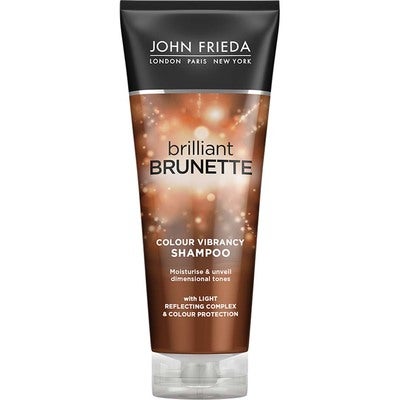 JOHN FRIEDA
LONDON PARIS NEW YORK
brilliant
BRUNETTE
COLOUR VIBRANCY
SHAMPOO
Moisturise & unveil
dimensional tones
with LIGHT
REFLECTING COMPLEX
& COLOUR PROTECTION